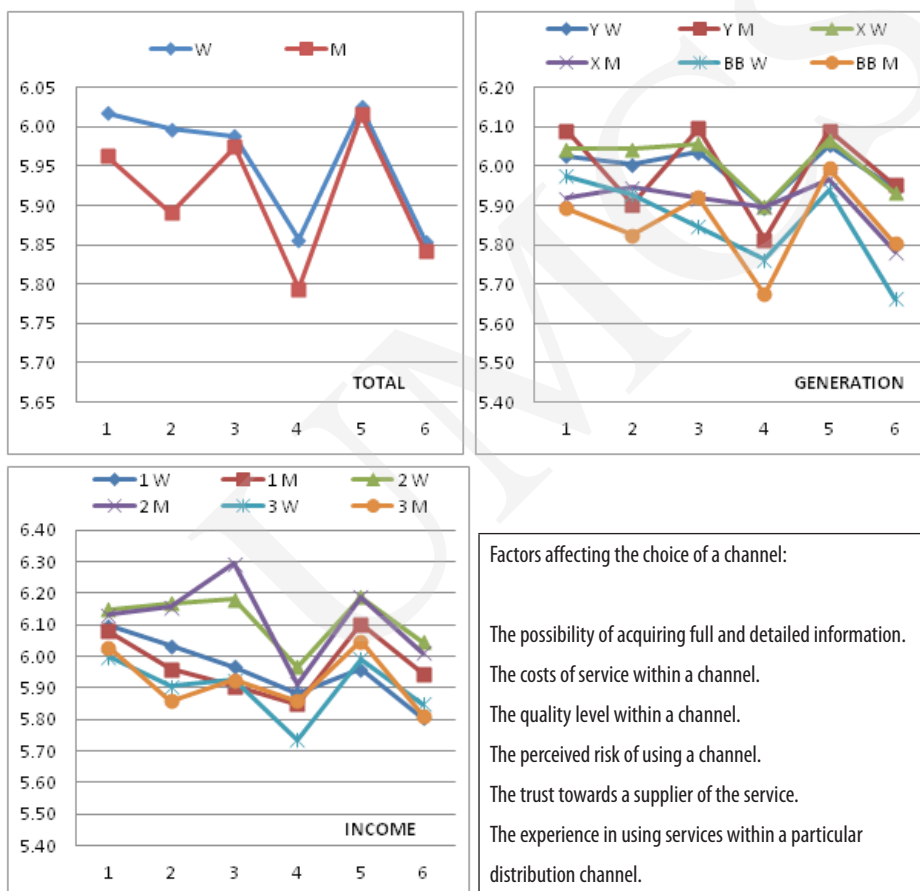 W M
6.05
6.00
5.95
5.90
5.85
5.80
5.75
5.70
5.65
TOTAL
1 2 3 4 5 6
Y W Y M X W
X M BB W BB M
6.20
6.10
6.00
5.90
5.80
5.70
5.60
5.50
5.40
GENERATION
1 2 3 4 5 6
1 W 1 M 2 W
2 M 3 W 3 M
6.40
6.30
6.20
6.10
6.00
5.90
5.80
5.70
5.60
5.50
5.40
INCOME
1 2 3 4 5 6
Factors affecting the choice of a channel:
The possibility of acquiring full and detailed information.
The costs of service within a channel.
The quality level within a channel.
The perceived risk of using a channel.
The trust towards a supplier of the service.
The experience in using services within a particular
distribution channel.
UMCS